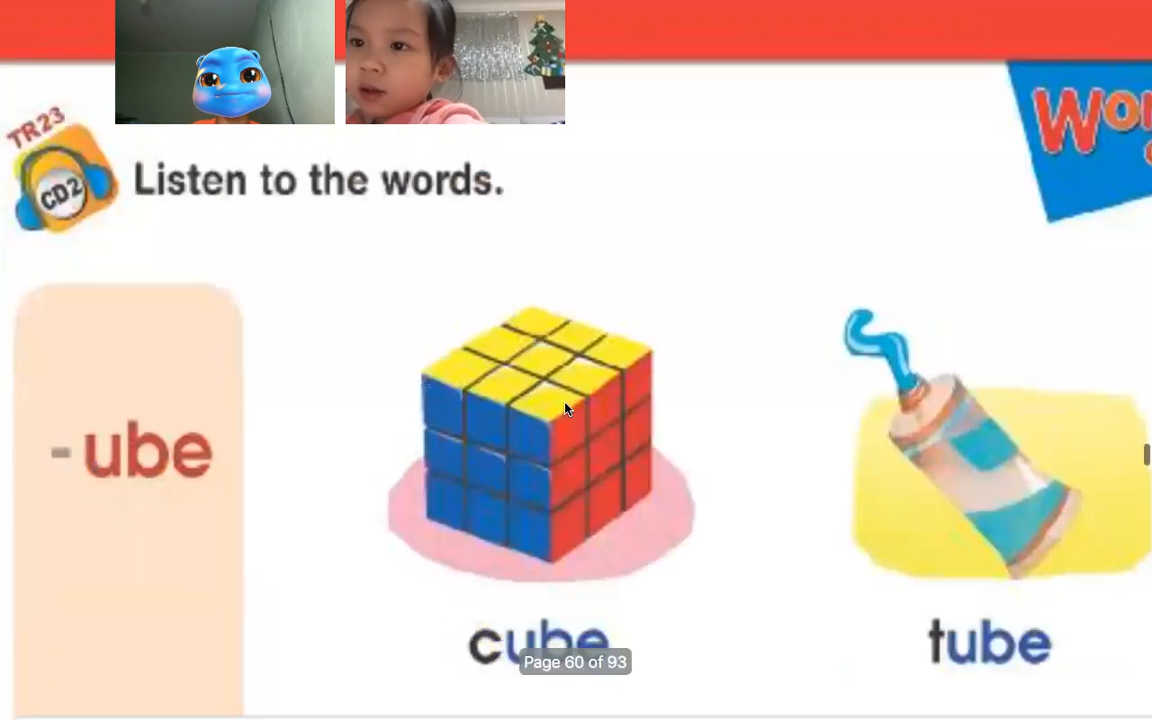 TR23
CD2
Listen to the words.
-ube
cube
tube
Page 60 of 93